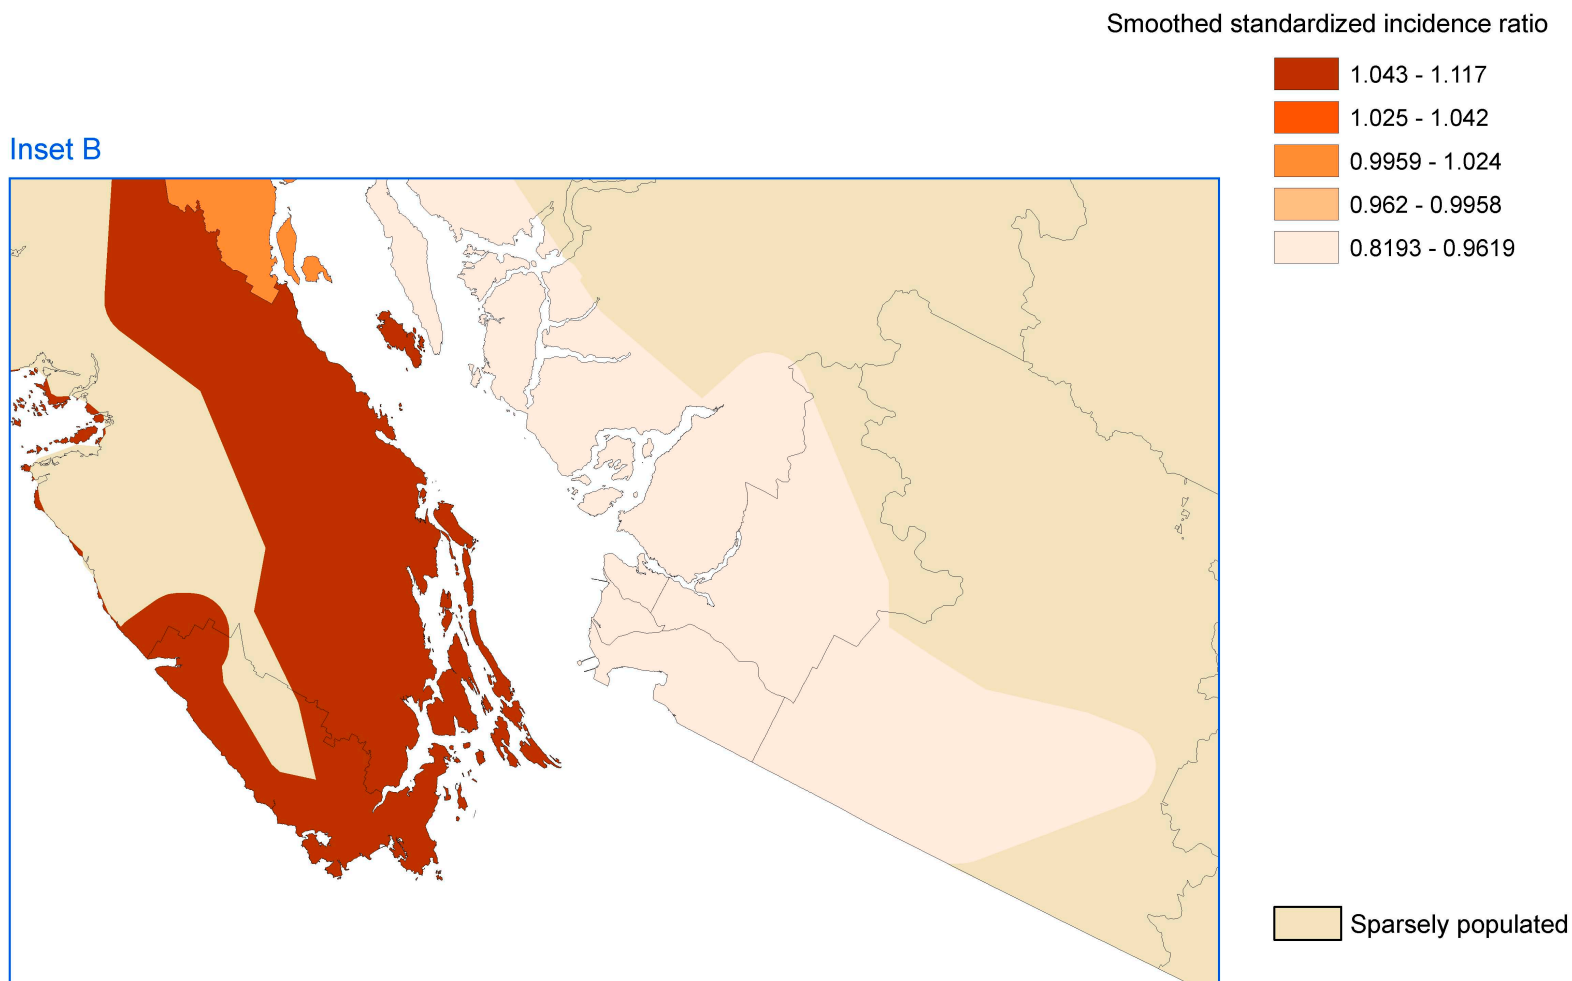 Smoothed standardized incidence ratio
1.043 - 1.117
1.025 - 1.042
0.9959 - 1.024
0.962 - 0.9958
0.8193 - 0.9619
Inset B
Sparsely populated